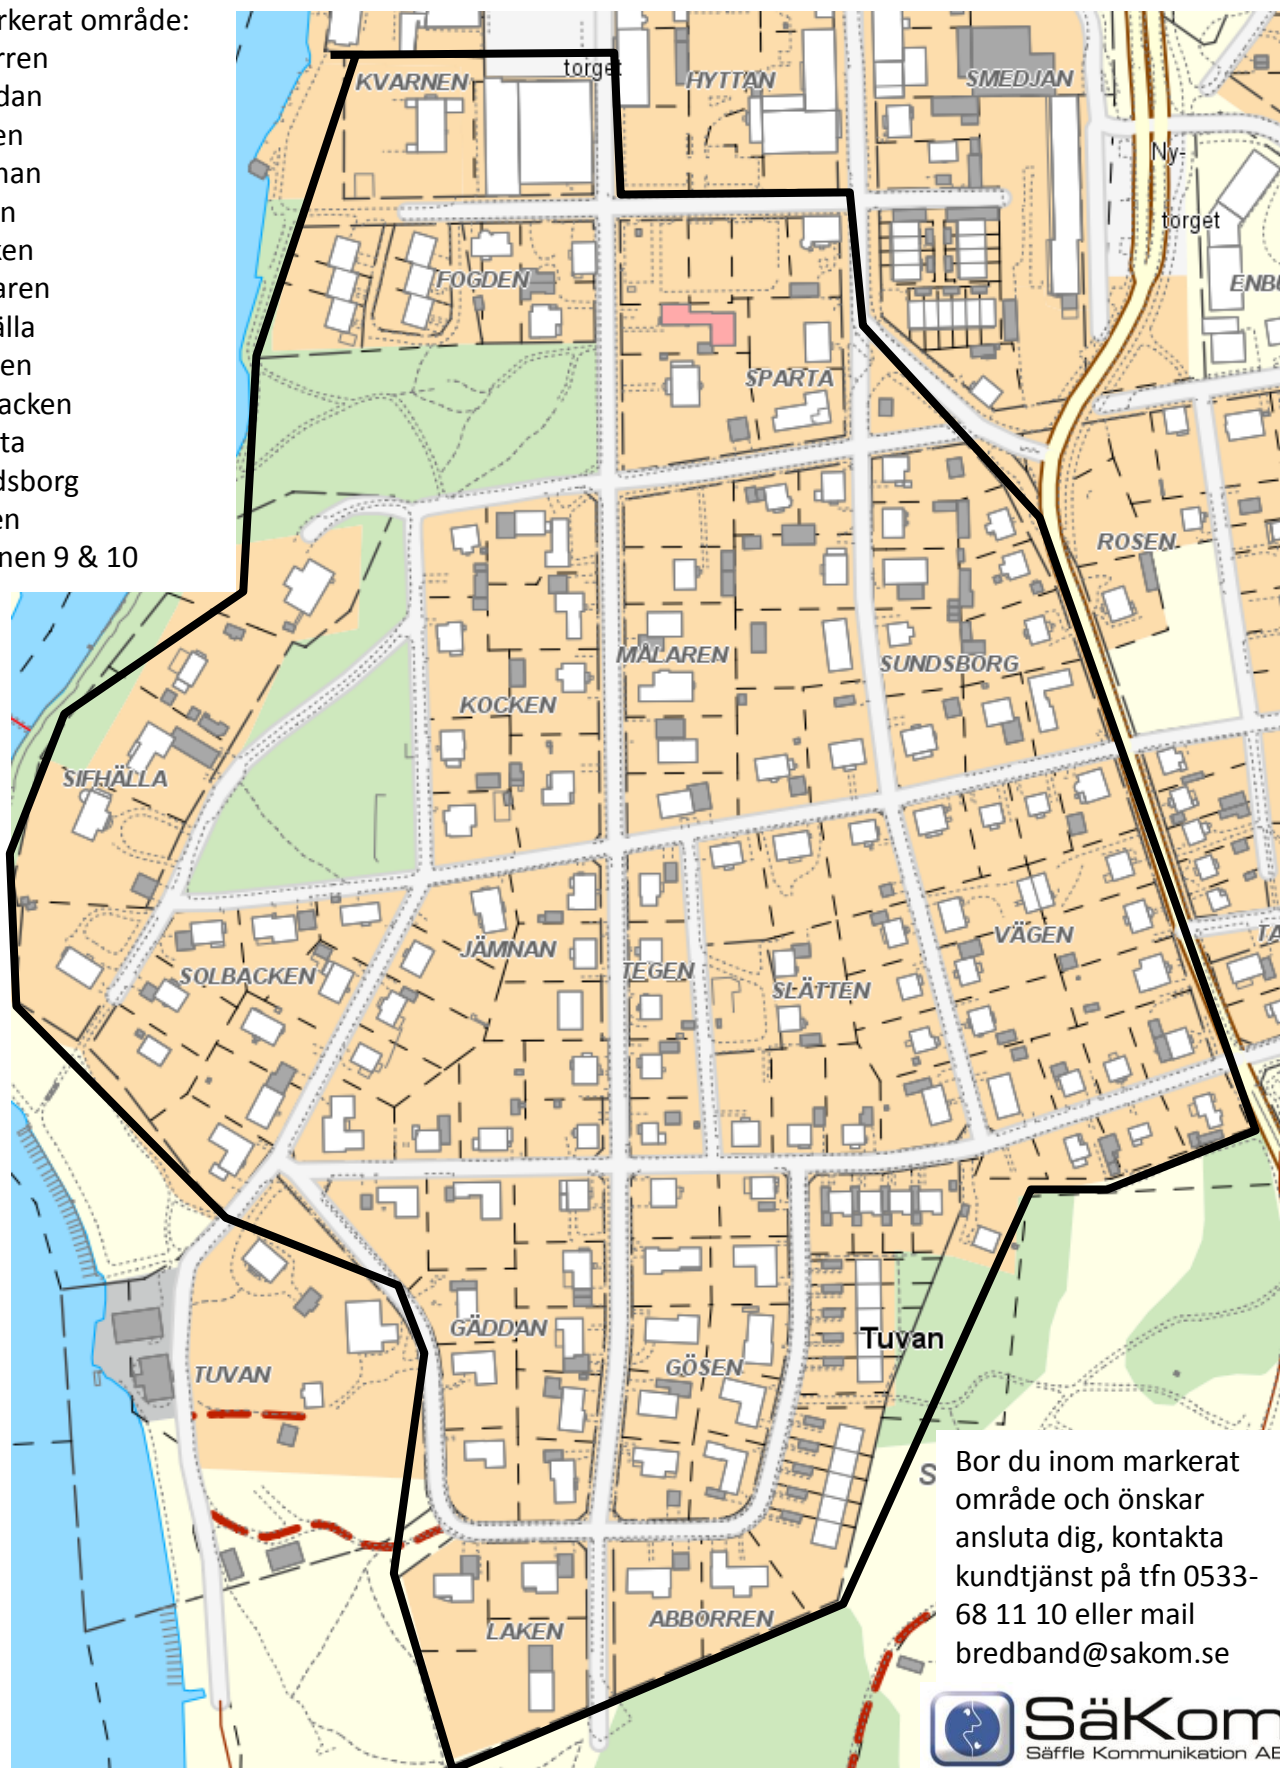 rkerat område:
rren
dan
en
nan
n
ken
aren
älla
en
acken
ta
dsborg
en
nen 9 & 10
KVARNEN
torget
HYTTAN
SMEDJAN
Ny-
torget
FOGDEN
ENBU
SPARTA
ROSEN
MÅLAREN
SUNDSBORG
KOCKEN
SIFHÄLLA
VÄGEN
TA
JÄMNAN
TEGEN
SLÄTTEN
SOLBACKEN
GÄDDAN
Tuvan
GÖSEN
TUVAN
S
LAKEN
ABBORREN
Bor du inom markerat
område och önskar
ansluta dig, kontakta
kundtjänst på tfn 0533-
68 11 10 eller mail
bredband@sakom.se
SäKom
Säffle Kommunikation AB